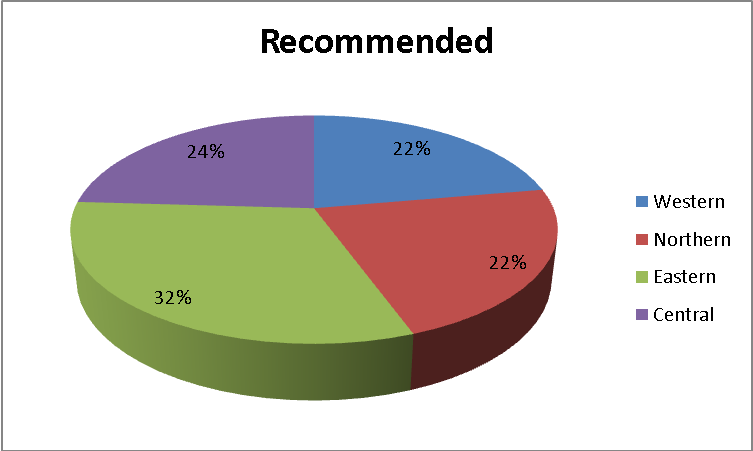 Recommended
24%
22%
Western
Northern
22%
Eastern
32%
Central